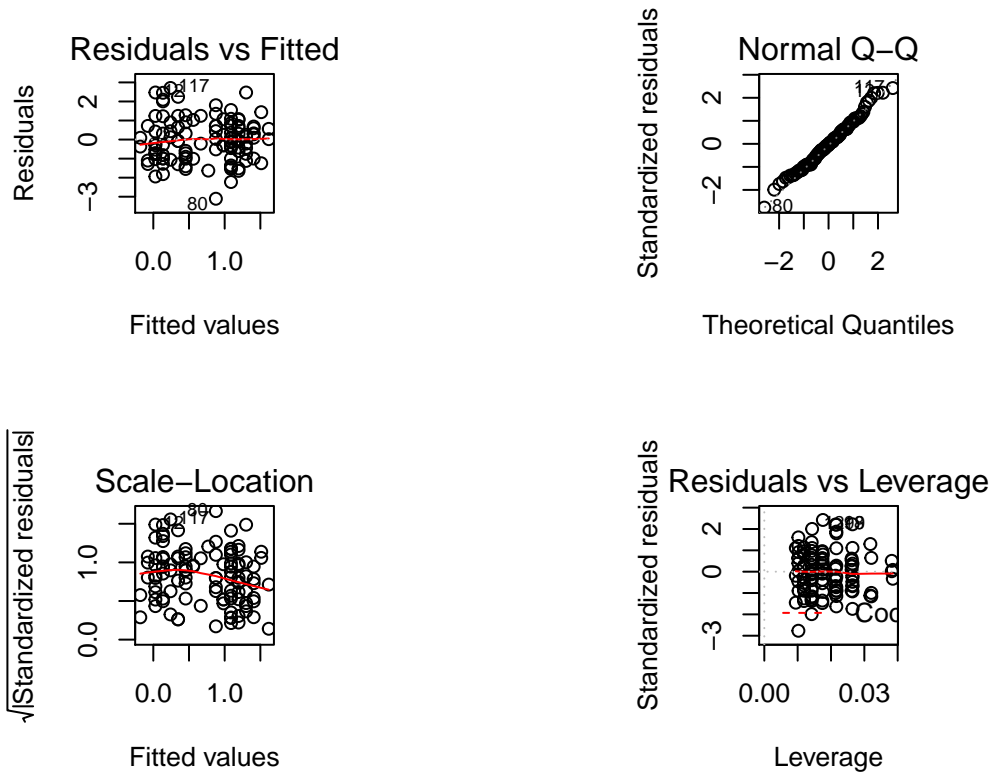 Residuals vs Fitted
Residuals
2
0
−3
117
80
0.0 1.0
Fitted values
Normal Q−Q
Standardized residuals
2
0
−2
117
80
−2 0 2
Theoretical Quantiles
Scale−Location
√|Standardized residuals|
1.0
0.0
80
117
0.0 1.0
Fitted values
Residuals vs Leverage
Standardized residuals
2
0
−3
Coo
0.00 0.03
Leverage